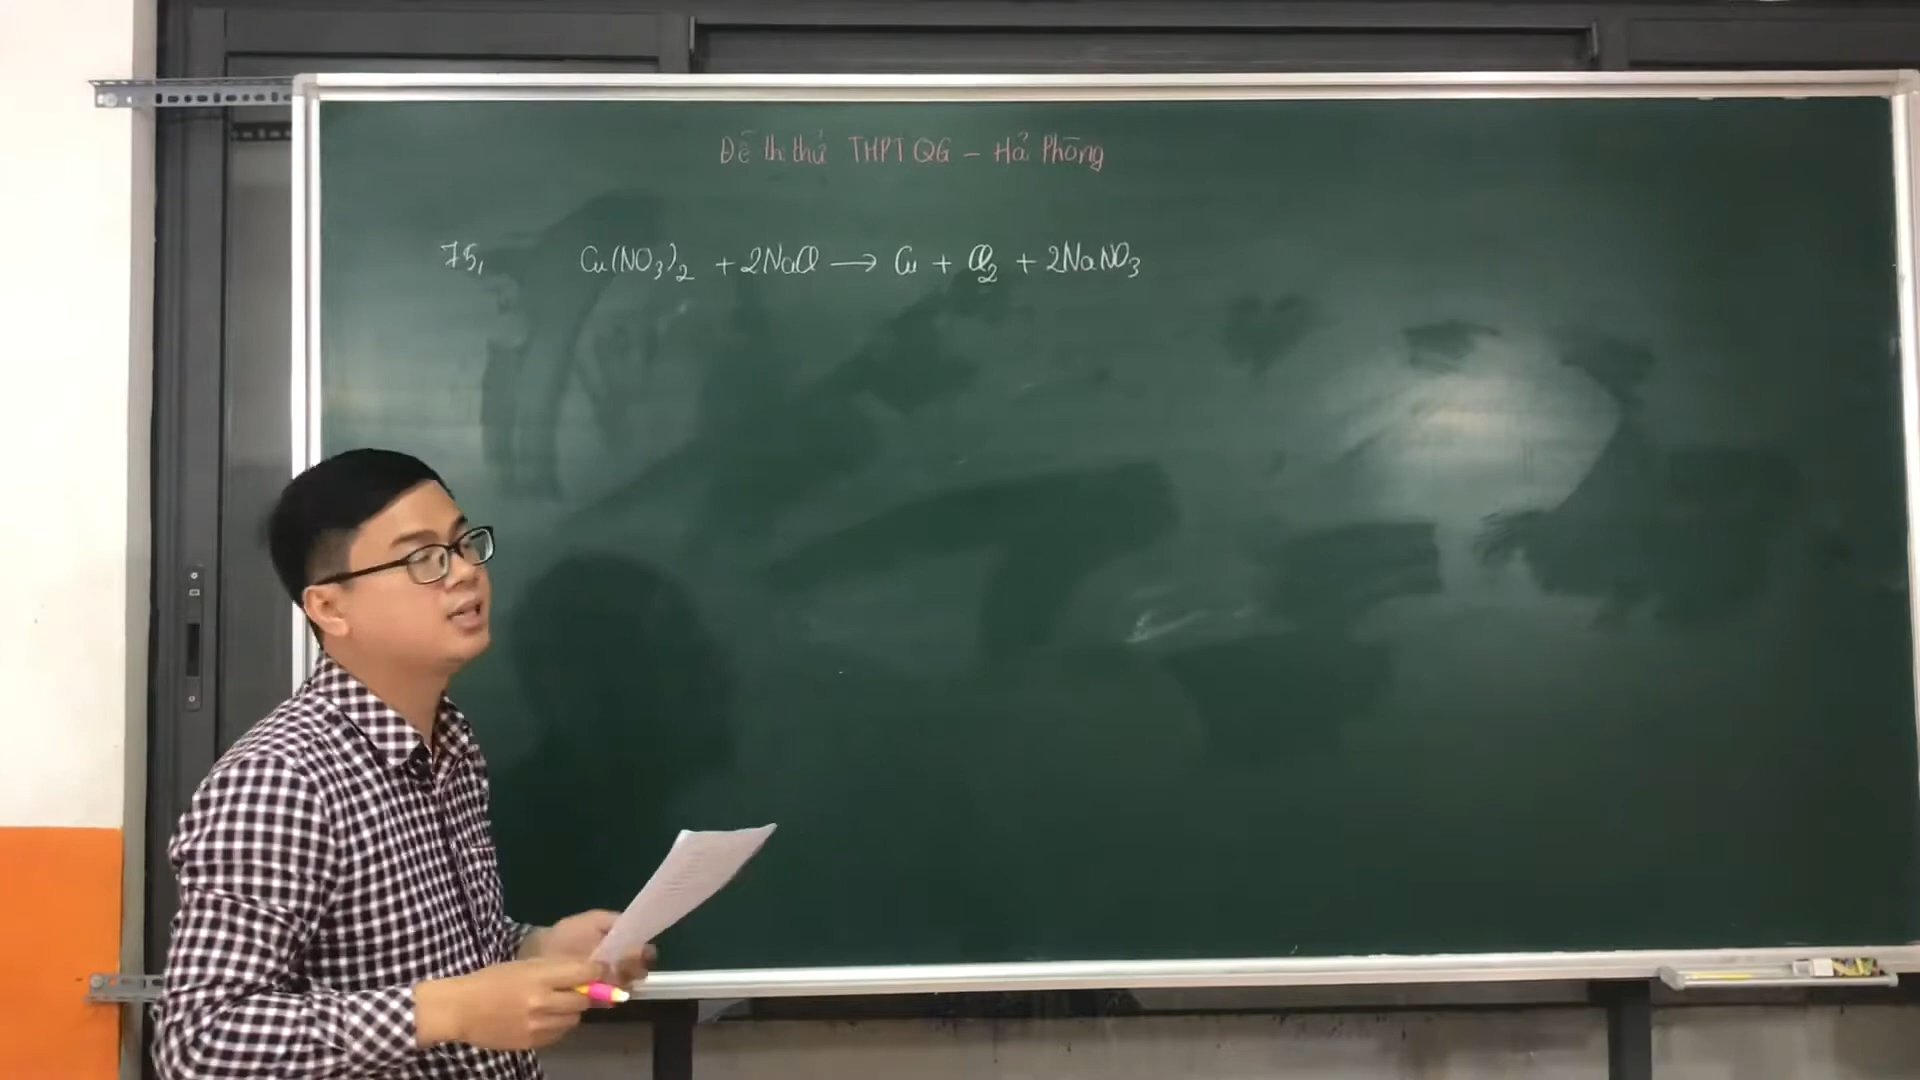 Đề thi thử THPT QG - Hải Phòng
75, Cu(NO3)2 + 2NaCl → Cu + Cl2 + 2NaNO3